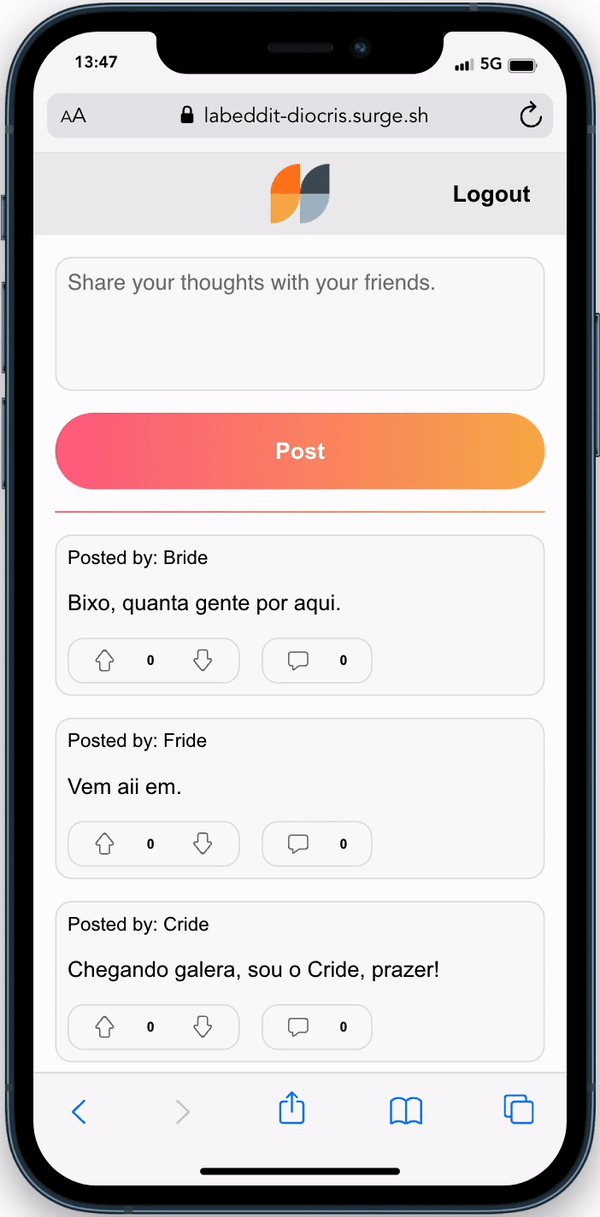 13:47
5G
AA
labeddit-diocris.surge.sh
Logout
Share your thoughts with your friends.
Post
Posted by: Bride
Bixo, quanta gente por aqui.
0
0
Posted by: Fride
Vem aii em.
0
0
Posted by: Cride
Chegando galera, sou o Cride, prazer!
0
0